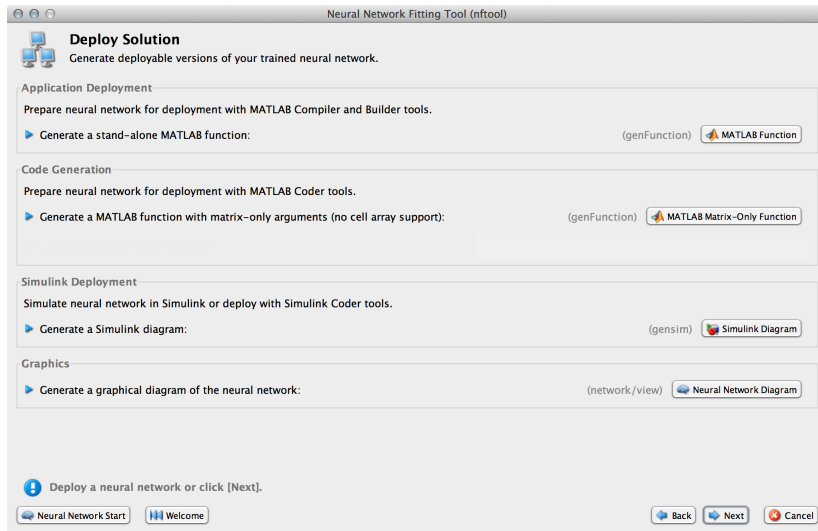 Neural Network Fitting Tool (nftool)
Deploy Solution
Generate deployable versions of your trained neural network.
Application Deployment
Prepare neural network for deployment with MATLAB Compiler and Builder tools.
Generate a stand-alone MATLAB function: (genFunction) MATLAB Function
Code Generation
Prepare neural network for deployment with MATLAB Coder tools.
Generate a MATLAB function with matrix-only arguments (no cell array support): (genFunction) MATLAB Matrix-Only Function
Simulink Deployment
Simulate neural network in Simulink or deploy with Simulink Coder tools.
Generate a Simulink diagram: (gensim) Simulink Diagram
Graphics
Generate a graphical diagram of the neural network: (network/view) Neural Network Diagram
Deploy a neural network or click [Next].
Neural Network Start Welcome Back Next Cancel